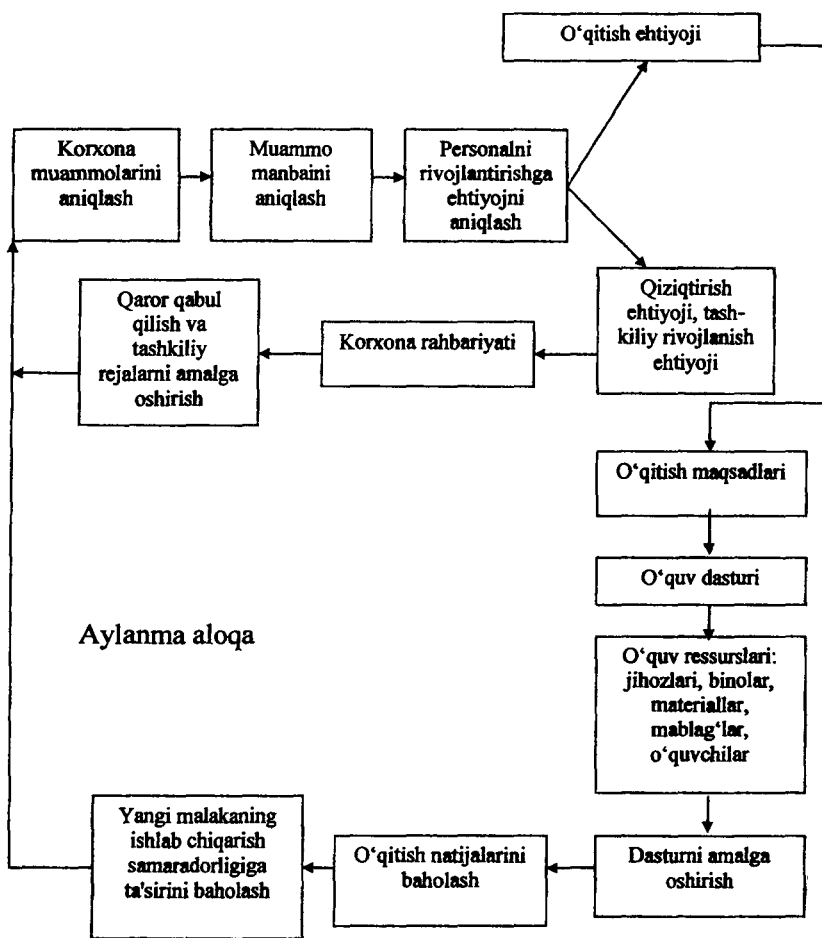 O‘qitish ehtiyoji
Korxona
muammolarini
aniqlash
Muammo
manbaini
aniqlash
Personalni
rivojlantirishga
ehtiyojni
aniqlash
Qiziqtirish
ehtiyoji, tash-
kiliy rivojlanish
ehtiyoji
Korxona rahbariyati
Qaror qabul
qilish va
tashkiliy
rejalarni amalga
oshirish
O‘qitish maqsadlari
O‘quv dasturi
Aylanma aloqa
O‘quv ressurslari:
jihozlari, binolar,
materiallar,
mablag‘lar,
o‘quvchilar
Dasturni amalga
oshirish
O‘qitish natijalarini
baholash
Yangi malakaning
ishlab chiqarish
samaradorligiga
ta'sirini baholash